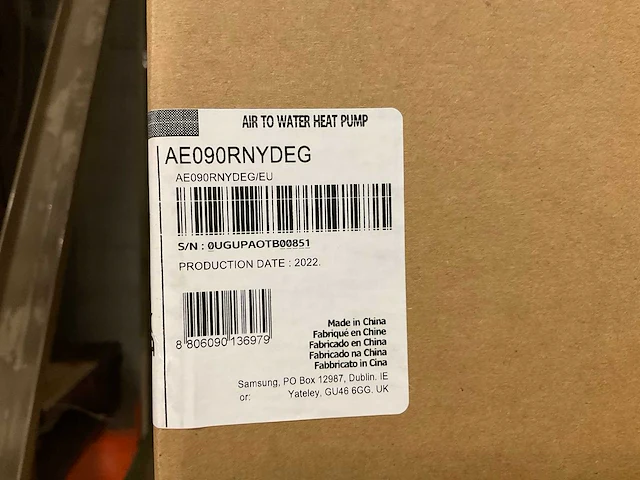 AIR TO WATER HEAT PUMP
AE090RNYDEG
AE090RNYDEG/EU
S/N : 0UGUPAOTB00851
PRODUCTION DATE : 2022.
8 806090 136979
Made in China
Fabriqué en Chine
Fabricado en China
Fabricado na China
Fabbricato in Cina
Samsung, PO Box 12987, Dublin. IE
or: Yateley, GU46 6GG. UK